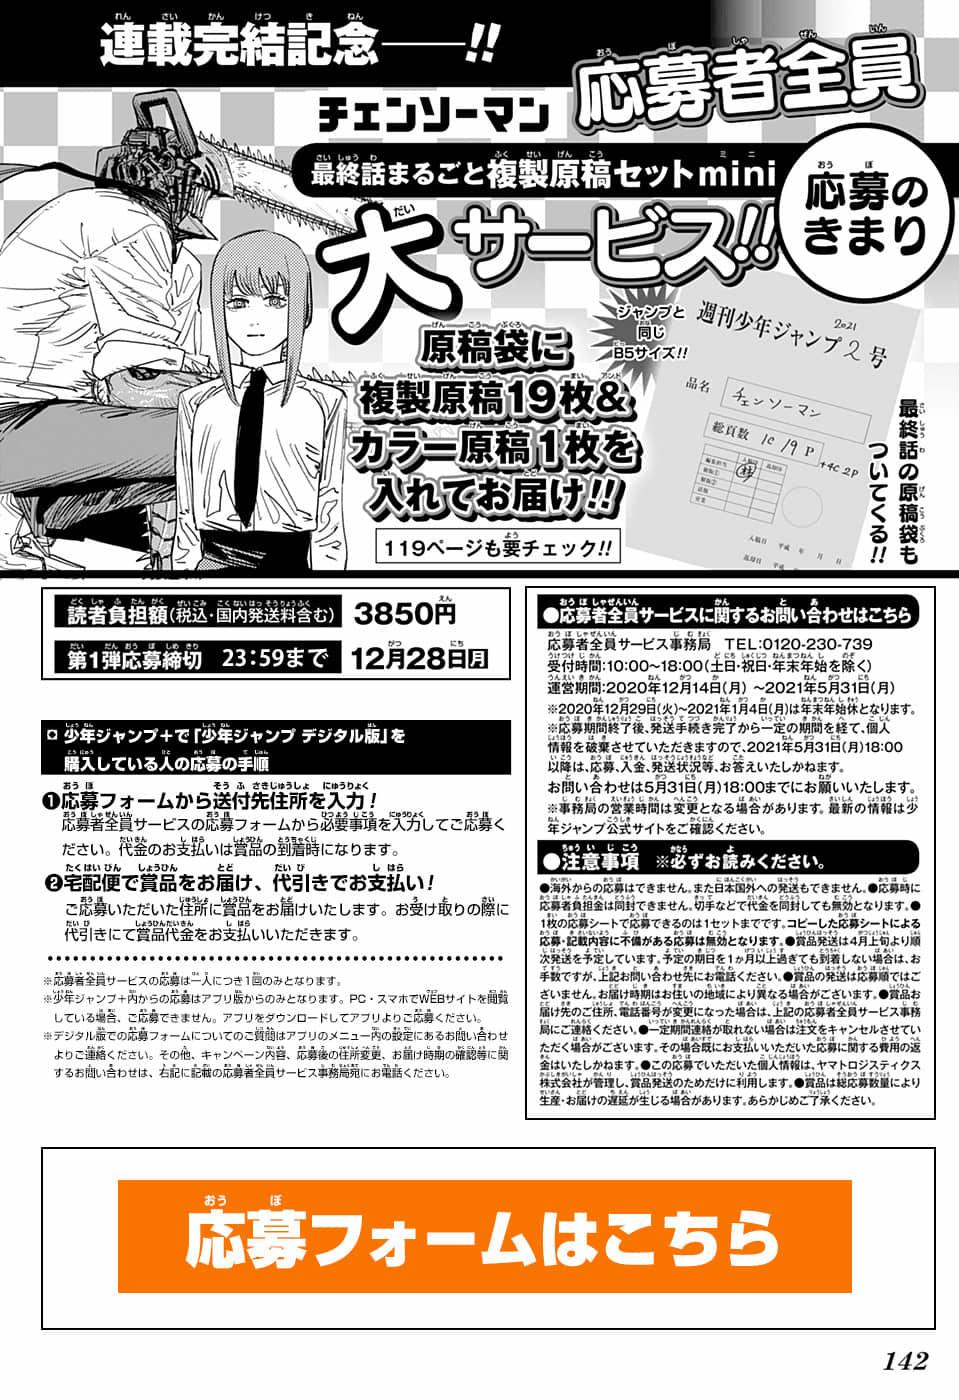 連載完結記念――!!
応募者全員
チェンソーマン
最終話まるごと複製原稿セットmini
大サービス!!
応募の
きまり
ジャンプと
同じ
B5サイズ!!
原稿袋に
複製原稿19枚&
カラー原稿1枚を
入れてお届け!!
119ページも要チェック!!
2021
週刊少年ジャンプ2号
品名 チェンソーマン
総頁数 1C 19P
+4C 2P
最終話の原稿袋も
ついてくる!!
読者負担額(税込・国内発送料含む) 3850円
第1弾応募締切 23:59まで 12月28日月
少年ジャンプ+で『少年ジャンプ デジタル版』を
購入している人の応募の手順
❶応募フォームから送付先住所を入力!
応募者全員サービスの応募フォームから必要事項を入力してご応募く
ださい。代金のお支払いは賞品の到着時になります。
❷宅配便で賞品をお届け、代引きでお支払い!
ご応募いただいた住所に賞品をお届けいたします。お受け取りの際に
代引きにて賞品代金をお支払いいただきます。
※応募者全員サービスの応募は一人につき1回のみとなります。
※少年ジャンプ+内からの応募はアプリ版からのみとなります。PC・スマホでWEBサイトを閲覧
している場合、ご応募できません。アプリをダウンロードしてアプリよりご応募ください。
※デジタル版での応募フォームについてのご質問はアプリのメニュー内の設定にあるお問い合わせ
よりご連絡ください。その他、キャンペーン内容、応募後の住所変更、お届け時期の確認等に関
するお問い合わせは、右記に記載の応募者全員サービス事務局宛にお電話ください。
●応募者全員サービスに関するお問い合わせはこちら
応募者全員サービス事務局 TEL:0120-230-739
受付時間:10:00~18:00(土日・祝日・年末年始を除く)
運営期間:2020年12月14日(月) ~2021年5月31日(月)
※2020年12月29日(火)~2021年1月4日(月)は年末年始休となります。
※応募期間終了後、発送手続き完了から一定の期間を経て、個人
情報を破棄させていただきますので、2021年5月31日(月)18:00
以降は、応募、入金、発送状況等、お答えいたしかねます。
お問い合わせは5月31日(月)18:00までにお願いいたします。
※事務局の営業時間は変更となる場合があります。最新の情報は少
年ジャンプ公式サイトをご確認ください。
●注意事項 ※必ずお読みください。
●海外からの応募はできません。また日本国外への発送もできません。●応募時に
応募者負担金は同封できません。切手などで代金を同封しても無効となります。●
1枚の応募シートで応募できるのは1セットまでです。コピーした応募シートによる
応募・記載内容に不備がある応募は無効となります。●賞品発送は4月上旬より順
次発送を予定しています。予定の期日を1ヶ月以上過ぎても到着しない場合は、お
手数ですが、上記お問い合わせ先にお電話ください。●賞品の発送は応募順ではご
ざいません。お届け時期はお住いの地域により異なる場合がございます。●賞品お
届け先のご住所、電話番号が変更になった場合は、上記の応募者全員サービス事務
局にご連絡ください。●一定期間連絡が取れない場合は注文をキャンセルさせてい
ただく場合がございます。その場合既にお支払いいただいた応募に関する費用の返
金はいたしかねます。●この応募でいただいた個人情報は、ヤマトロジスティクス
株式会社が管理し、賞品発送のためだけに利用します。●賞品は総応募数量により
生産・お届けの遅延が生じる場合があります。あらかじめご了承ください。
応募フォームはこちら
142